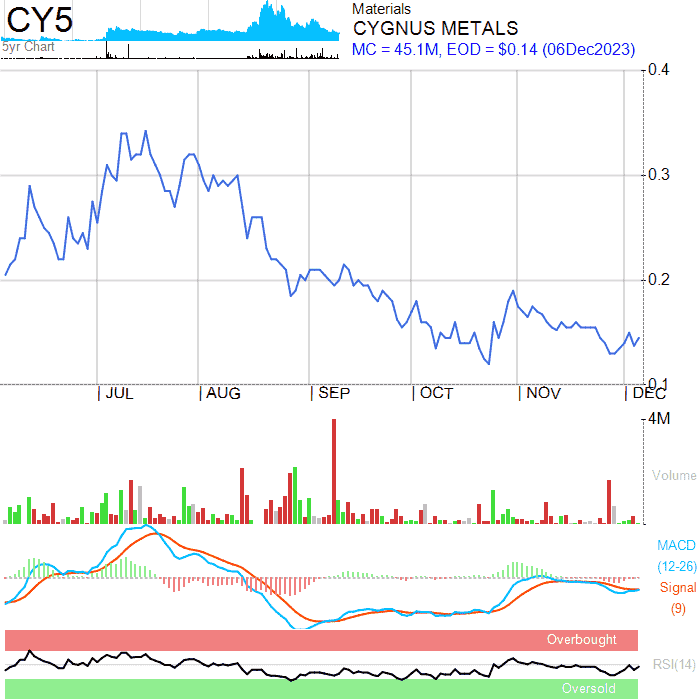 CY5
5yr Chart
Materials
CYGNUS METALS
MC = 45.1M, EOD = $0.14 (06Dec2023)
0.4
0.3
0.2
0.1
JUL AUG SEP OCT NOV DEC
4M
Volume
MACD
(12-26)
Signal
(9)
Overbought
RSI(14)
Oversold